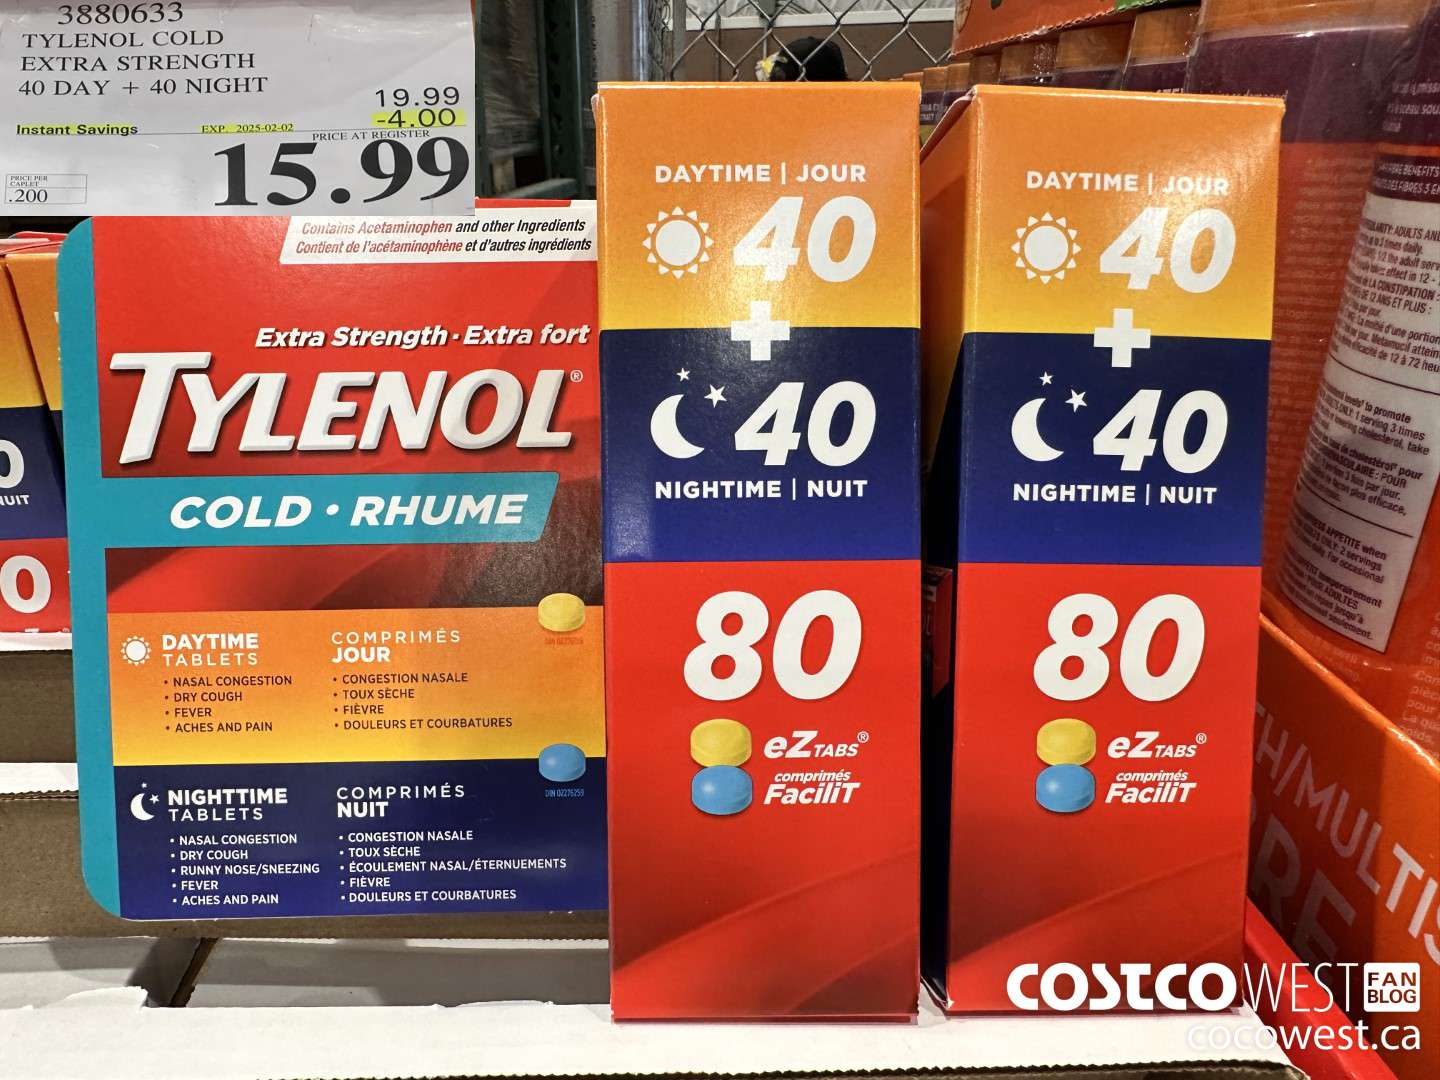 3880633
TYLENOL COLD
EXTRA STRENGTH
40 DAY + 40 NIGHT
19.99
-4.00
Instant Savings
EXP. 2025-02-02
PRICE AT REGISTER
15.99
PRICE PER
CAPLET
.200
Contains Acetaminophen and other Ingredients
Contient de l'acétaminophène et d'autres ingrédients
Extra Strength · Extra fort
TYLENOL®
COLD · RHUME
DAYTIME
TABLETS
• NASAL CONGESTION
• DRY COUGH
• FEVER
• ACHES AND PAIN
COMPRIMÉS
JOUR
• CONGESTION NASALE
• TOUX SÈCHE
• FIÈVRE
• DOULEURS ET COURBATURES
NIGHTTIME
TABLETS
• NASAL CONGESTION
• DRY COUGH
• RUNNY NOSE/SNEEZING
• FEVER
• ACHES AND PAIN
COMPRIMÉS
NUIT
DIN 02276259
• CONGESTION NASALE
• TOUX SÈCHE
• ÉCOULEMENT NASAL/ÉTERNUEMENTS
• FIÈVRE
• DOULEURS ET COURBATURES
DAYTIME | JOUR
40
+
40
NIGHTIME | NUIT
80
eZTABS®
comprimés
FaciliT
DAYTIME | JOUR
40
+
40
NIGHTIME | NUIT
80
eZTABS®
comprimés
FaciliT
COSTCO WEST FAN BLOG
cocowest.ca